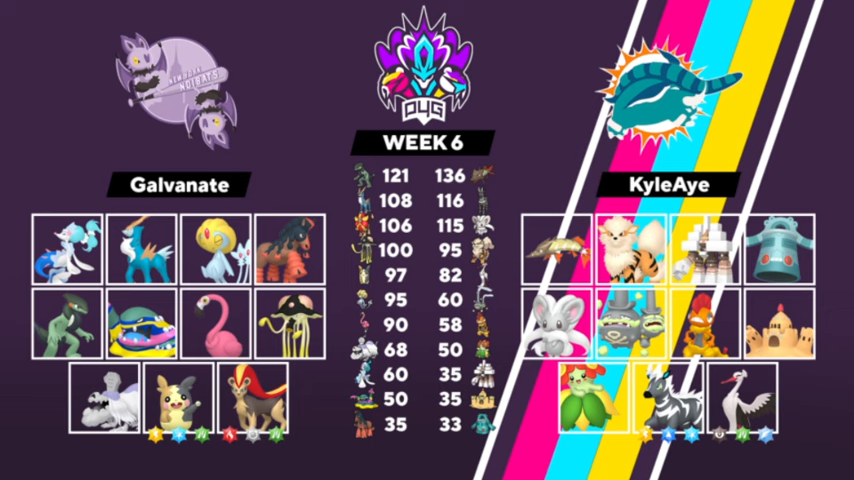 NEW YORK
NOIBATS
DYG
WEEK 6
Galvanate
KyleAye
121 136
108 116
106 115
100 95
97 82
95 60
90 58
68 50
60 35
50 35
35 33